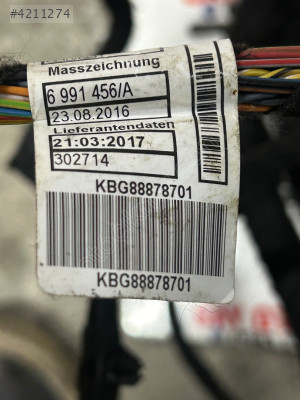 #4211274
Masszeichnung
6 991 456/A
23.08.2016
Lieferantendaten
21:03:2017
302714
KBG88878701
KBG88878701